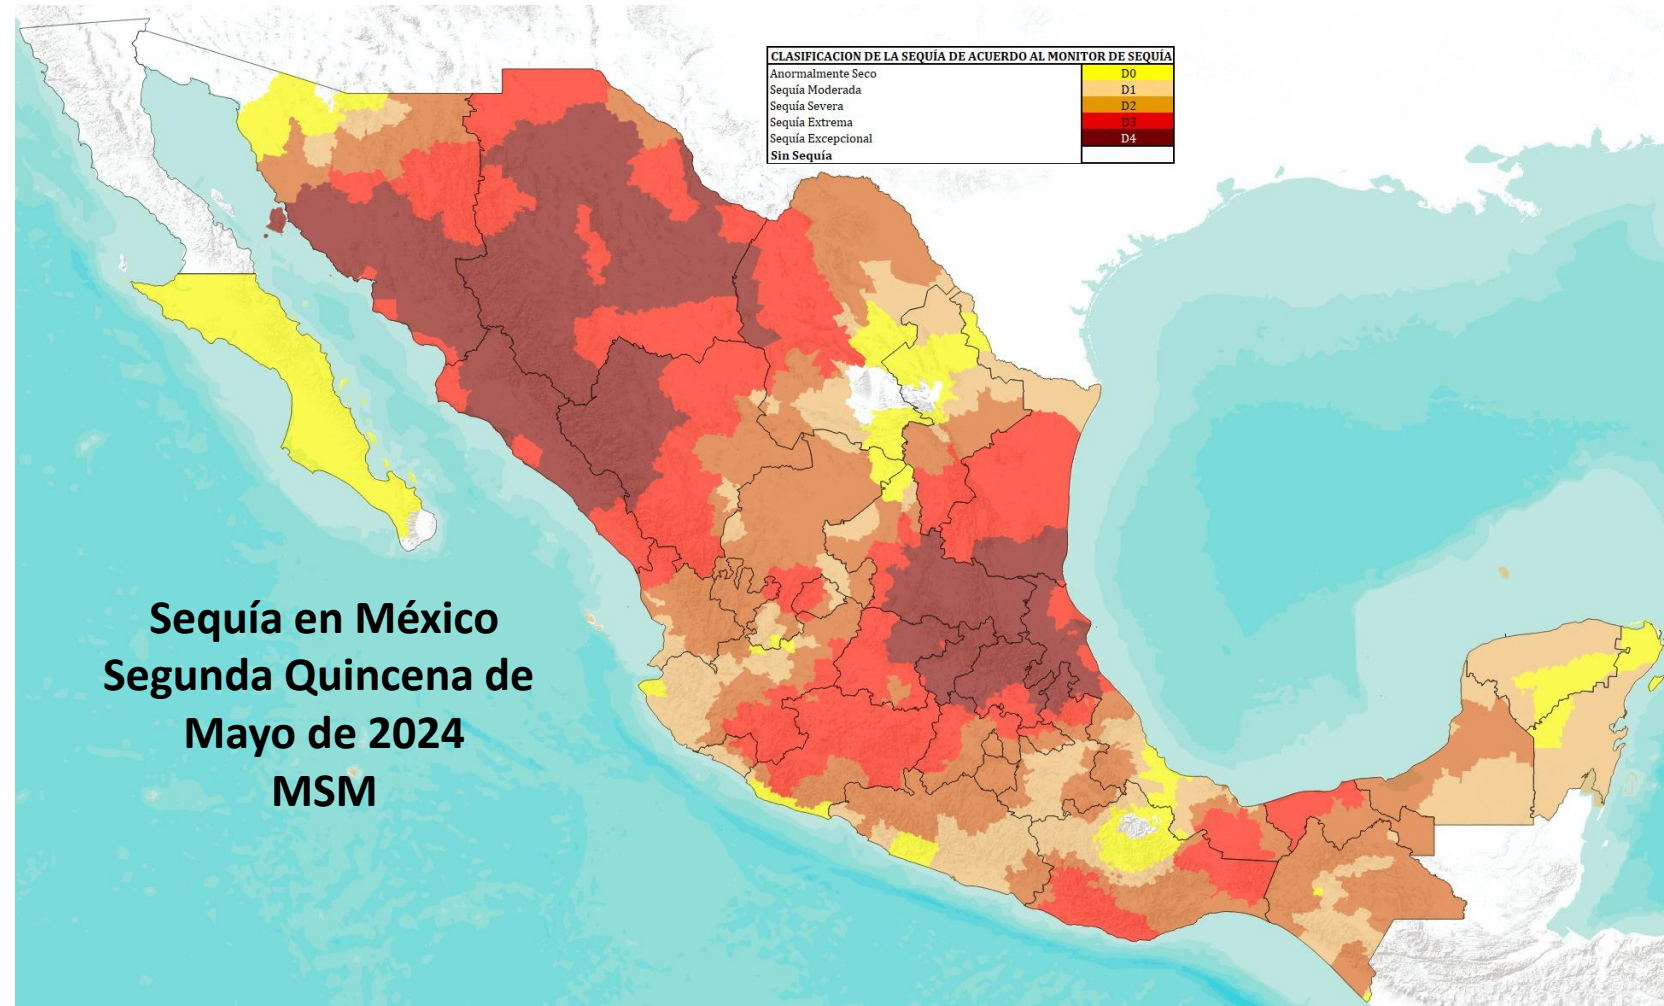 CLASIFICACION DE LA SEQUÍA DE ACUERDO AL MONITOR DE SEQUÍA
Anormalmente Seco D0
Sequía Moderada D1
Sequía Severa D2
Sequía Extrema D3
Sequía Excepcional D4
Sin Sequía
Sequía en México
Segunda Quincena de
Mayo de 2024
MSM